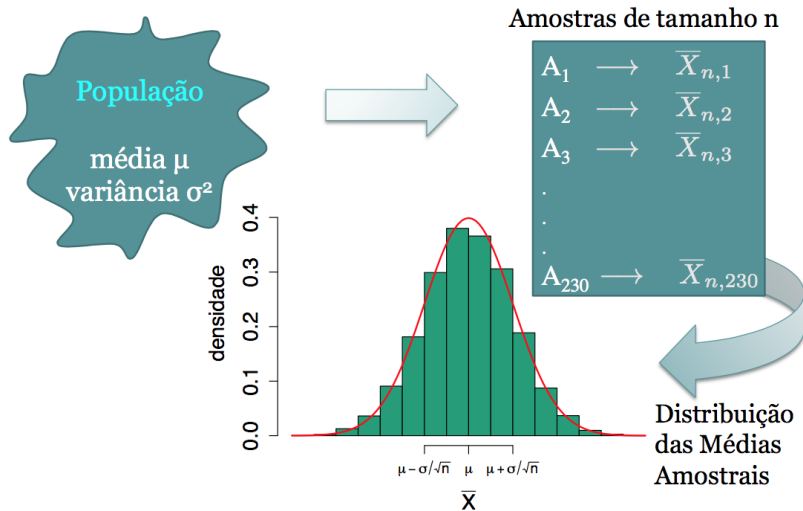 População
média μ
variância σ²
Amostras de tamanho n
A₁ → X̅ₙ,₁
A₂ → X̅ₙ,₂
A₃ → X̅ₙ,₃
.
.
.
A₂₃₀ → X̅ₙ,₂₃₀
densidade
0.4
0.3
0.2
0.1
0.0
μ − σ/√n μ μ + σ/√n
X̅
Distribuição
das Médias
Amostrais